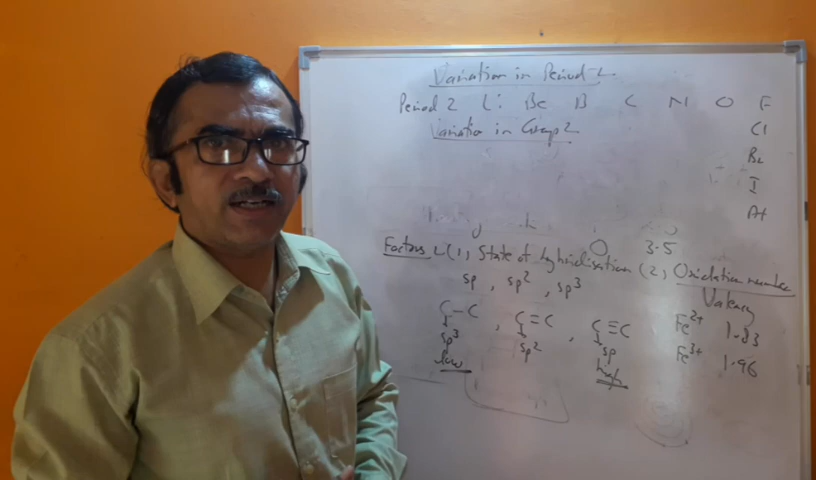 Variation in Period 2
Period 2 Li Be B C N O F
Variation in Group 2
Cl
Br
I
At
O 3.5
Factors (1) State of hybridisation (2) Oxidation number
sp, sp², sp³ Valency
C-C, C=C, C≡C Fe²⁺ 1.83
sp³ sp² sp Fe³⁺ 1.96
low high